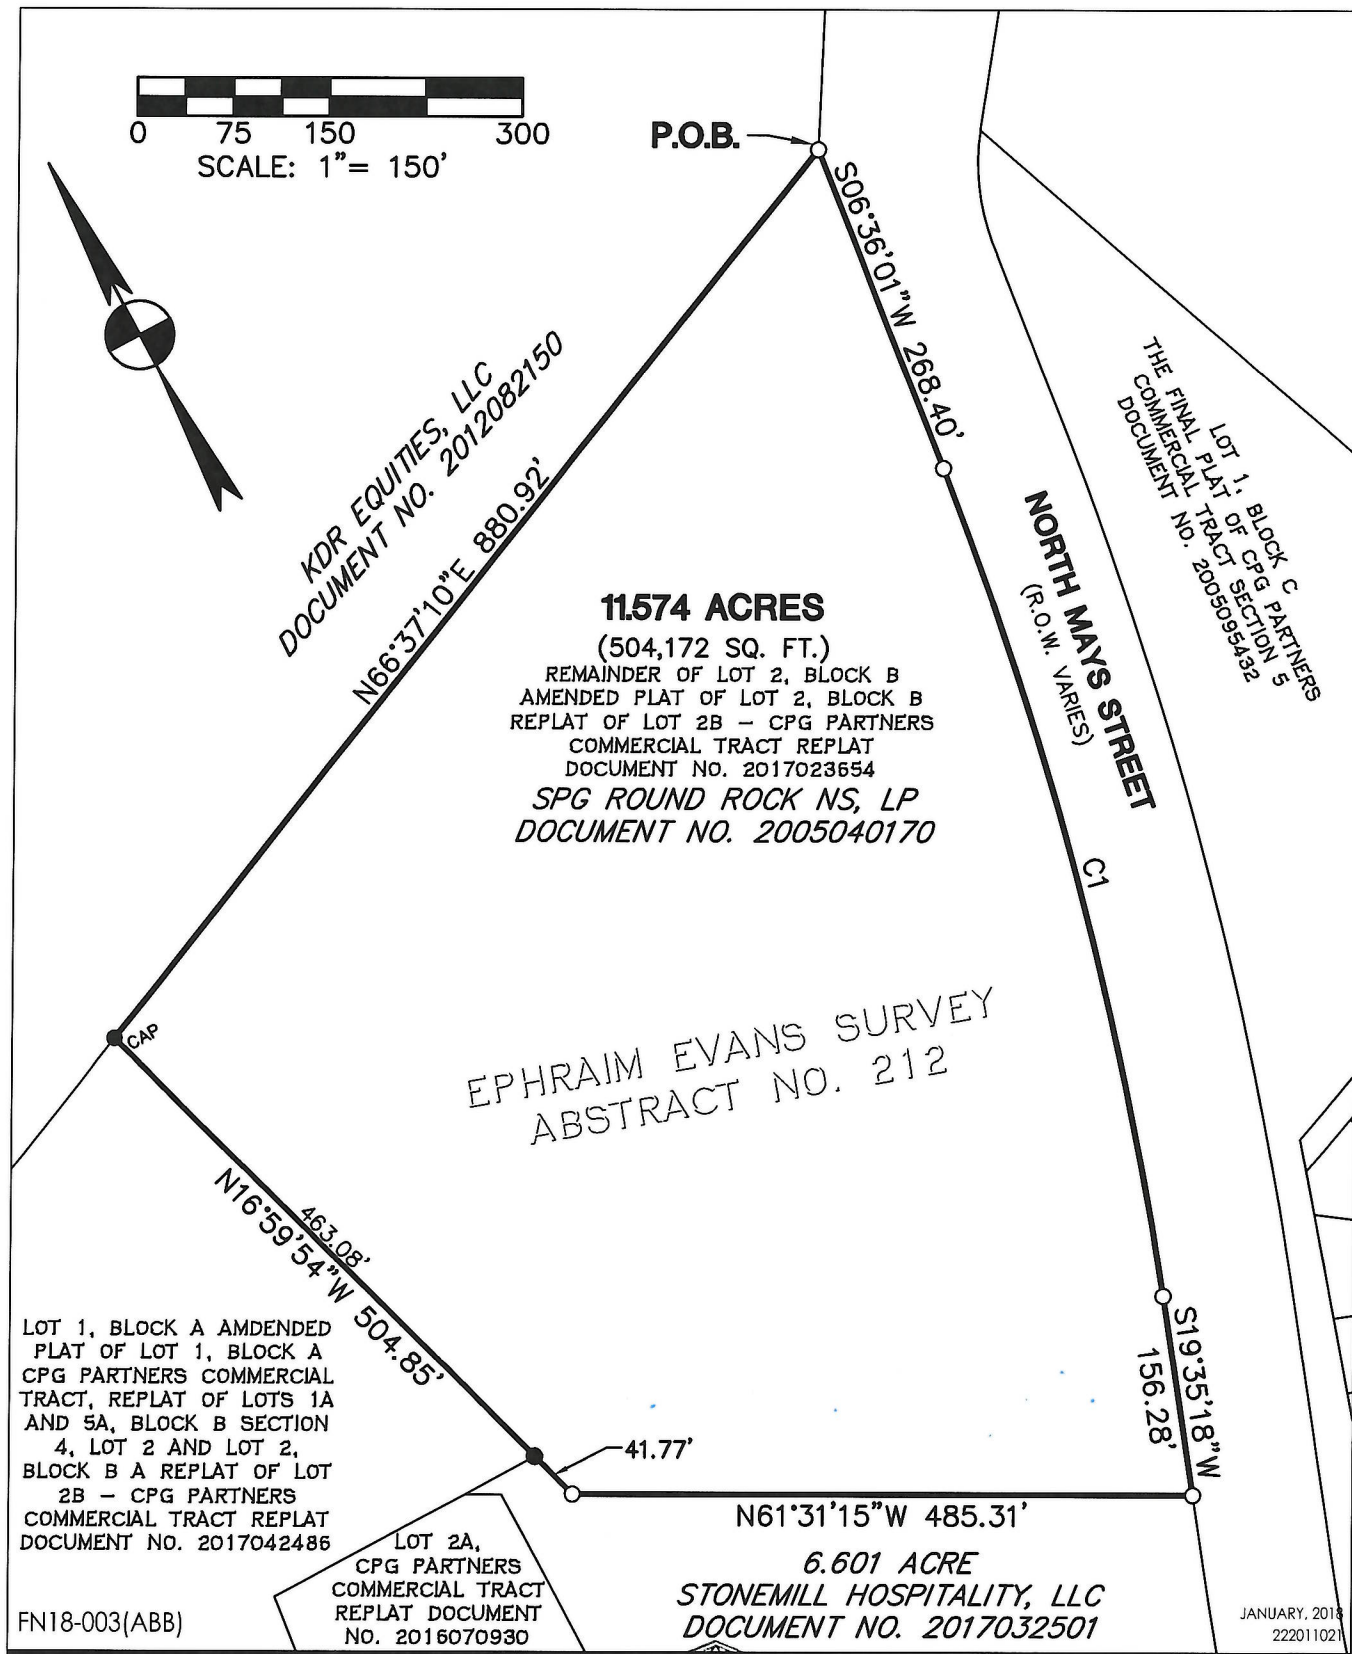 0 75 150 300
SCALE: 1"= 150'
P.O.B.
S06°36'01"W 268.40'
KDR EQUITIES, LLC
DOCUMENT NO. 2012082150
N66°37'10"E 880.92'
LOT 1, BLOCK C
THE FINAL PLAT OF CPG PARTNERS
COMMERCIAL TRACT SECTION 5
DOCUMENT NO. 2005095432
NORTH MAYS STREET
(R.O.W. VARIES)
11.574 ACRES
(504,172 SQ. FT.)
REMAINDER OF LOT 2, BLOCK B
AMENDED PLAT OF LOT 2, BLOCK B
REPLAT OF LOT 2B – CPG PARTNERS
COMMERCIAL TRACT REPLAT
DOCUMENT NO. 2017023654
SPG ROUND ROCK NS, LP
DOCUMENT NO. 2005040170
C1
CAP
EPHRAIM EVANS SURVEY
ABSTRACT NO. 212
463.08'
N16°59'54"W 504.85'
S19°35'18"W
156.28'
41.77'
N61°31'15"W 485.31'
LOT 1, BLOCK A AMDENDED
PLAT OF LOT 1, BLOCK A
CPG PARTNERS COMMERCIAL
TRACT, REPLAT OF LOTS 1A
AND 5A, BLOCK B SECTION
4, LOT 2 AND LOT 2,
BLOCK B A REPLAT OF LOT
2B – CPG PARTNERS
COMMERCIAL TRACT REPLAT
DOCUMENT NO. 2017042486
LOT 2A,
CPG PARTNERS
COMMERCIAL TRACT
REPLAT DOCUMENT
NO. 2016070930
6.601 ACRE
STONEMILL HOSPITALITY, LLC
DOCUMENT NO. 2017032501
FN18-003(ABB)
JANUARY, 2018
222011021